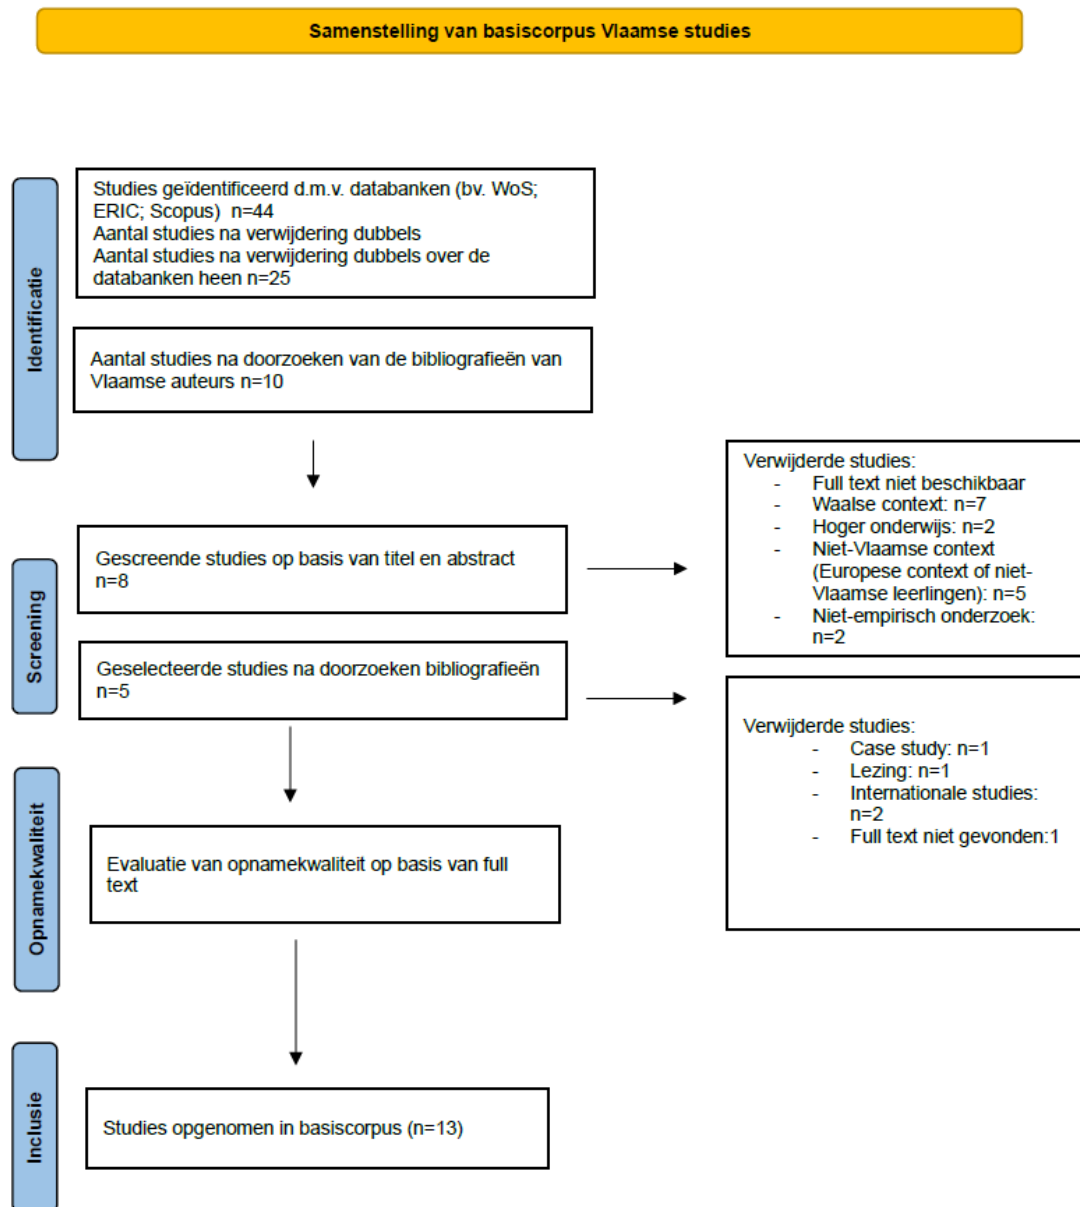 Samenstelling van basiscorpus Vlaamse studies
Identificatie
Studies geïdentificeerd d.m.v. databanken (bv. WoS;
ERIC; Scopus) n=44
Aantal studies na verwijdering dubbels
Aantal studies na verwijdering dubbels over de
databanken heen n=25
Aantal studies na doorzoeken van de bibliografieën van
Vlaamse auteurs n=10
Screening
Gescreende studies op basis van titel en abstract
n=8
Verwijderde studies:
- Full text niet beschikbaar
- Waalse context: n=7
- Hoger onderwijs: n=2
- Niet-Vlaamse context
(Europese context of niet-
Vlaamse leerlingen): n=5
- Niet-empirisch onderzoek:
n=2
Geselecteerde studies na doorzoeken bibliografieën
n=5
Verwijderde studies:
- Case study: n=1
- Lezing: n=1
- Internationale studies:
n=2
- Full text niet gevonden:1
Opnamekwaliteit
Evaluatie van opnamekwaliteit op basis van full
text
Inclusie
Studies opgenomen in basiscorpus (n=13)